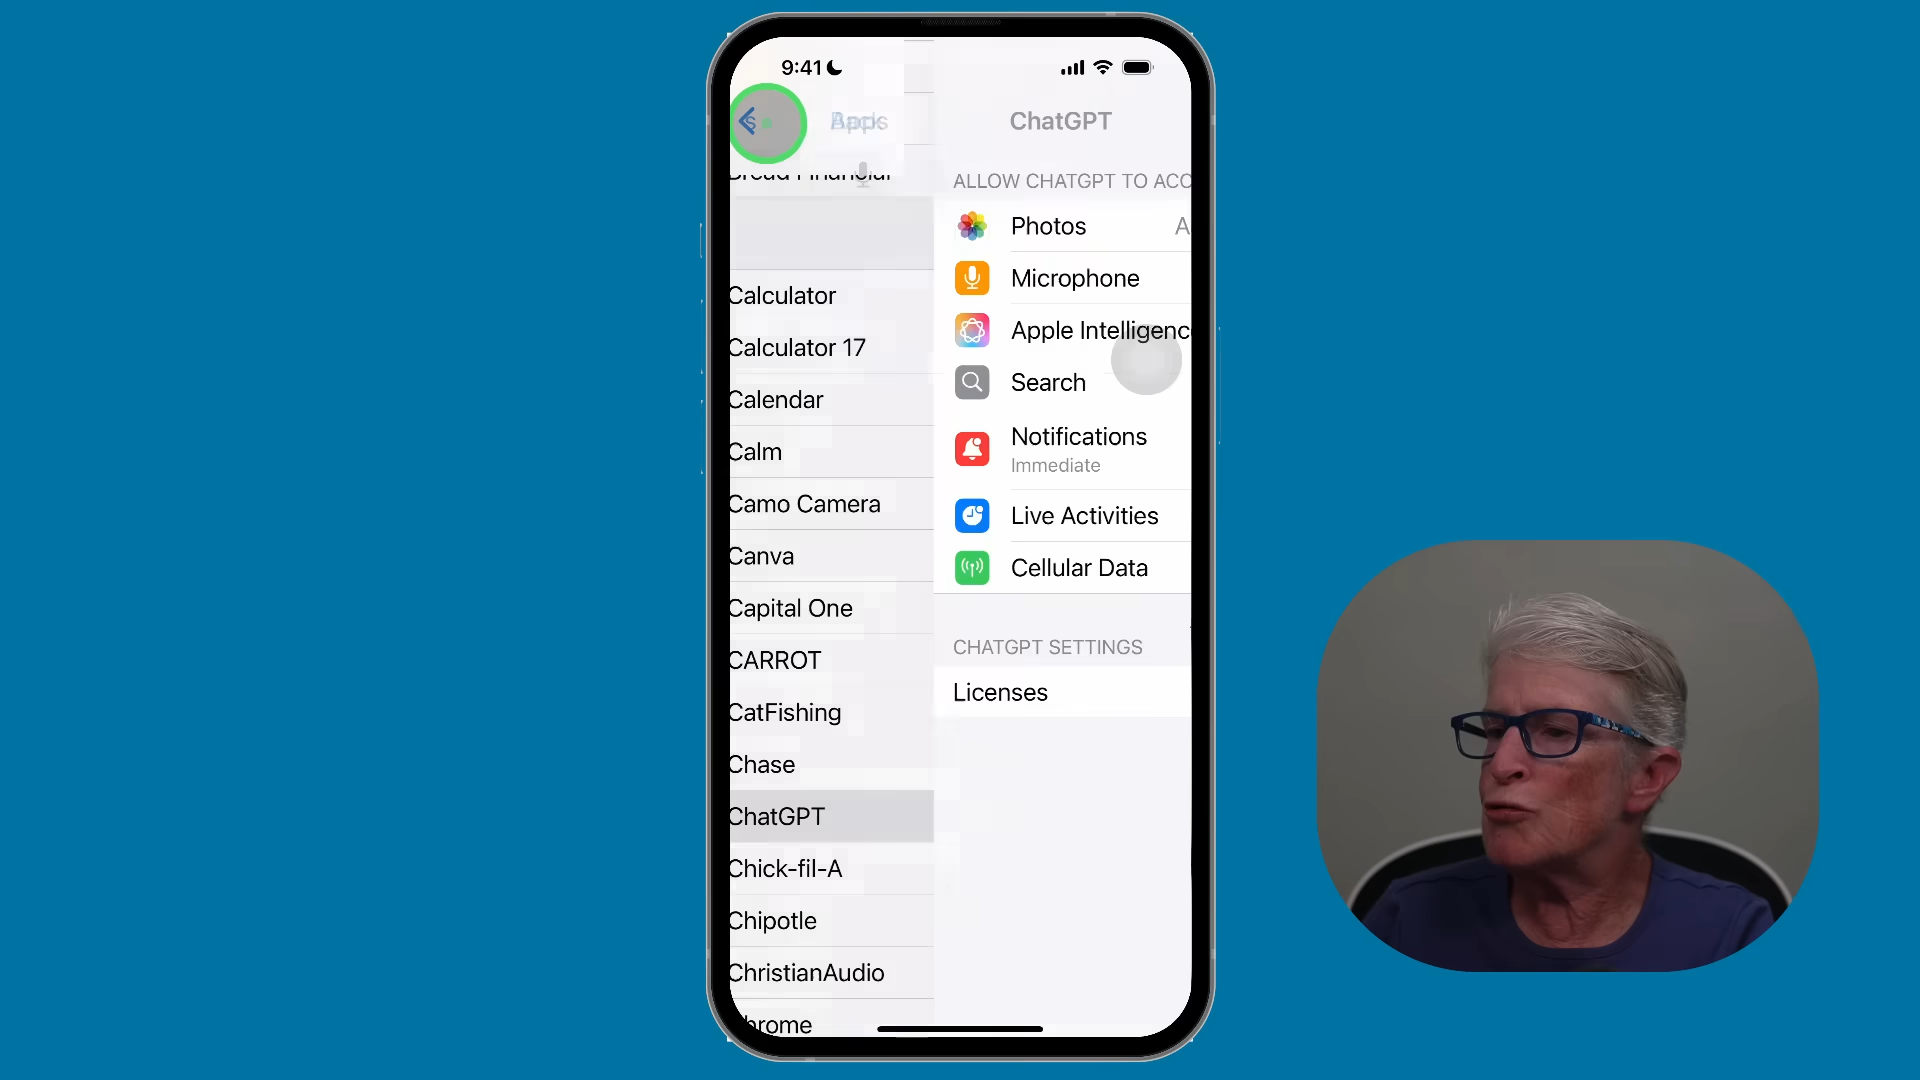 9:41
Apps
ChatGPT
Calculator
Calculator 17
Calendar
Calm
Camo Camera
Canva
Capital One
CARROT
CatFishing
Chase
ChatGPT
Chick-fil-A
Chipotle
ChristianAudio
hrome
ALLOW CHATGPT TO ACC
Photos A
Microphone
Apple Intelligenc
Search
Notifications
Immediate
Live Activities
Cellular Data
CHATGPT SETTINGS
Licenses